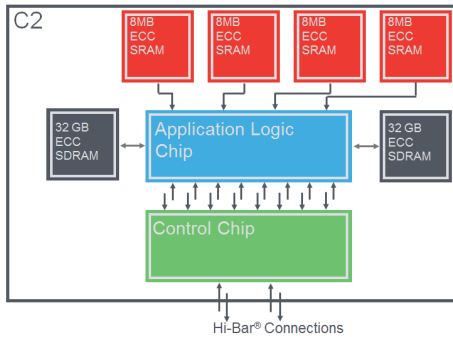 C2
8MB
ECC
SRAM
8MB
ECC
SRAM
8MB
ECC
SRAM
8MB
ECC
SRAM
32 GB
ECC
SDRAM
Application Logic
Chip
32 GB
ECC
SDRAM
Control Chip
Hi-Bar® Connections